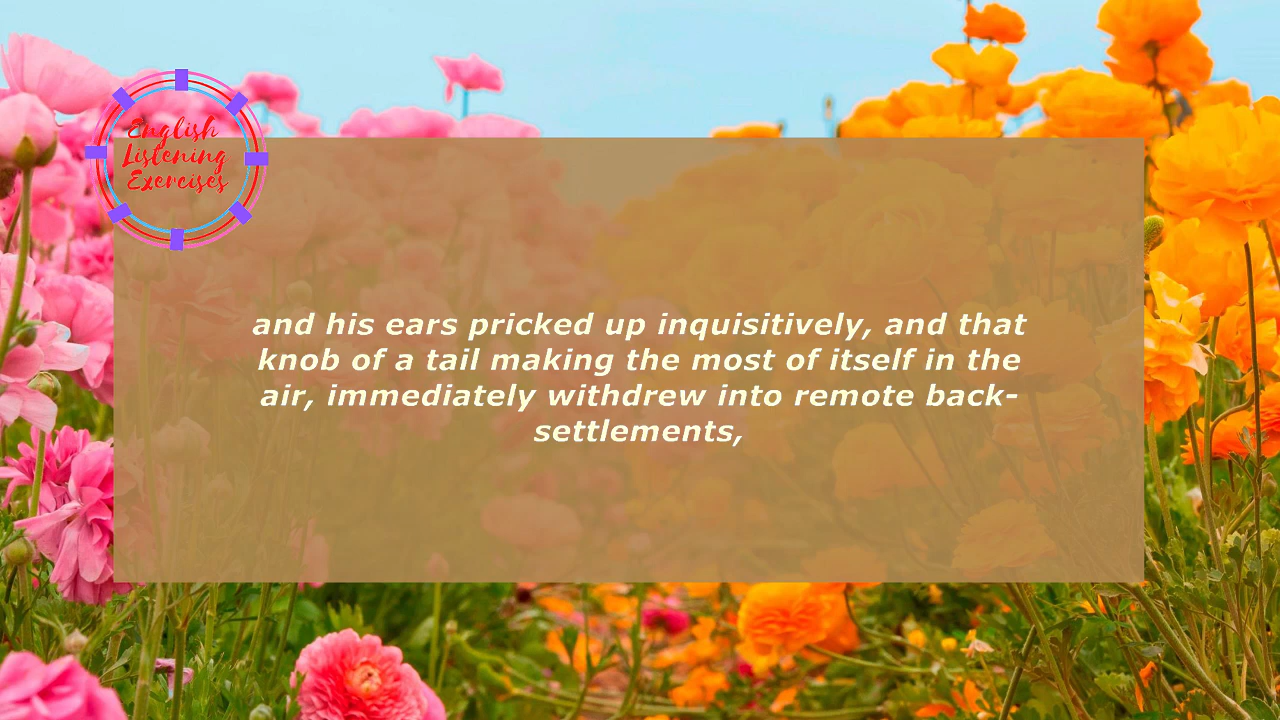 English
Listening
Exercises
and his ears pricked up inquisitively, and that
knob of a tail making the most of itself in the
air, immediately withdrew into remote back-
settlements,